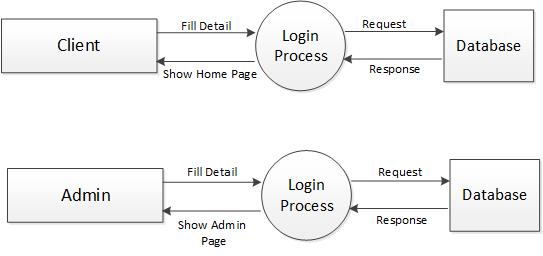 Fill Detail
Request
Client
Login
Process
Database
Show Home Page
Response
Fill Detail
Request
Admin
Login
Process
Database
Show Admin
Page
Response